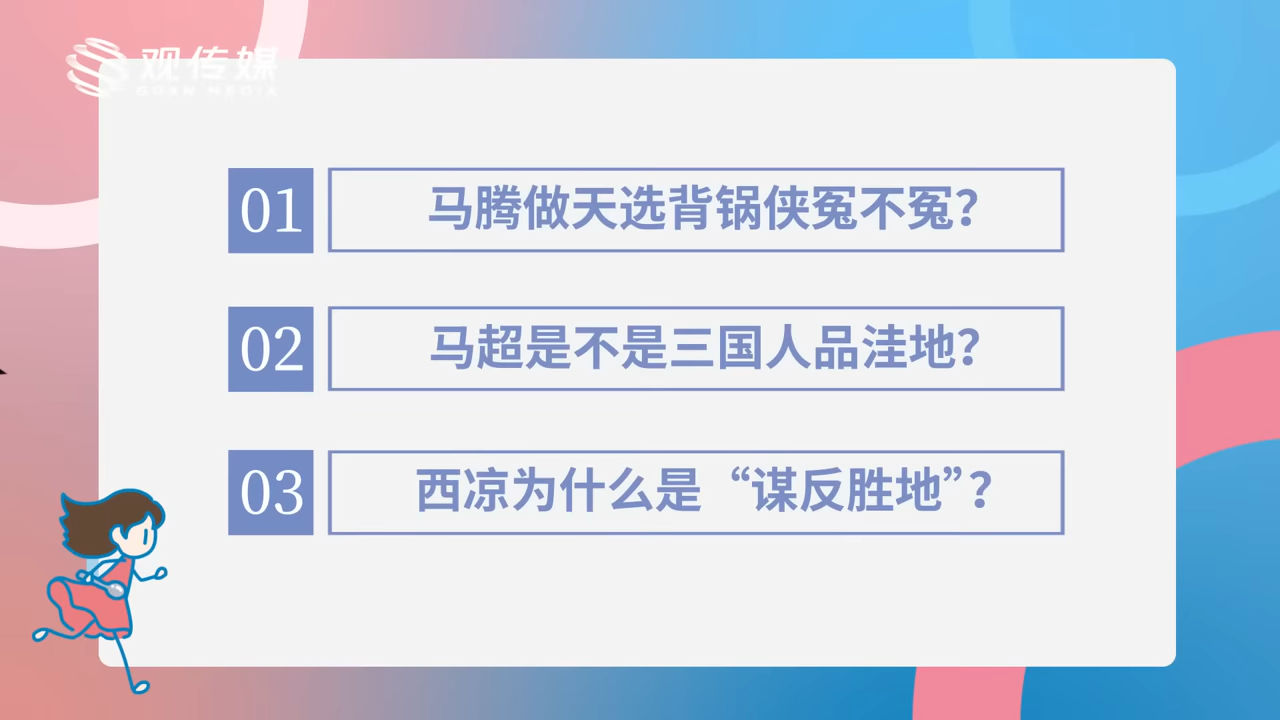 观传媒
GUAN MEDIA
01 马腾做天选背锅侠冤不冤？
02 马超是不是三国人品洼地？
03 西凉为什么是“谋反胜地”？